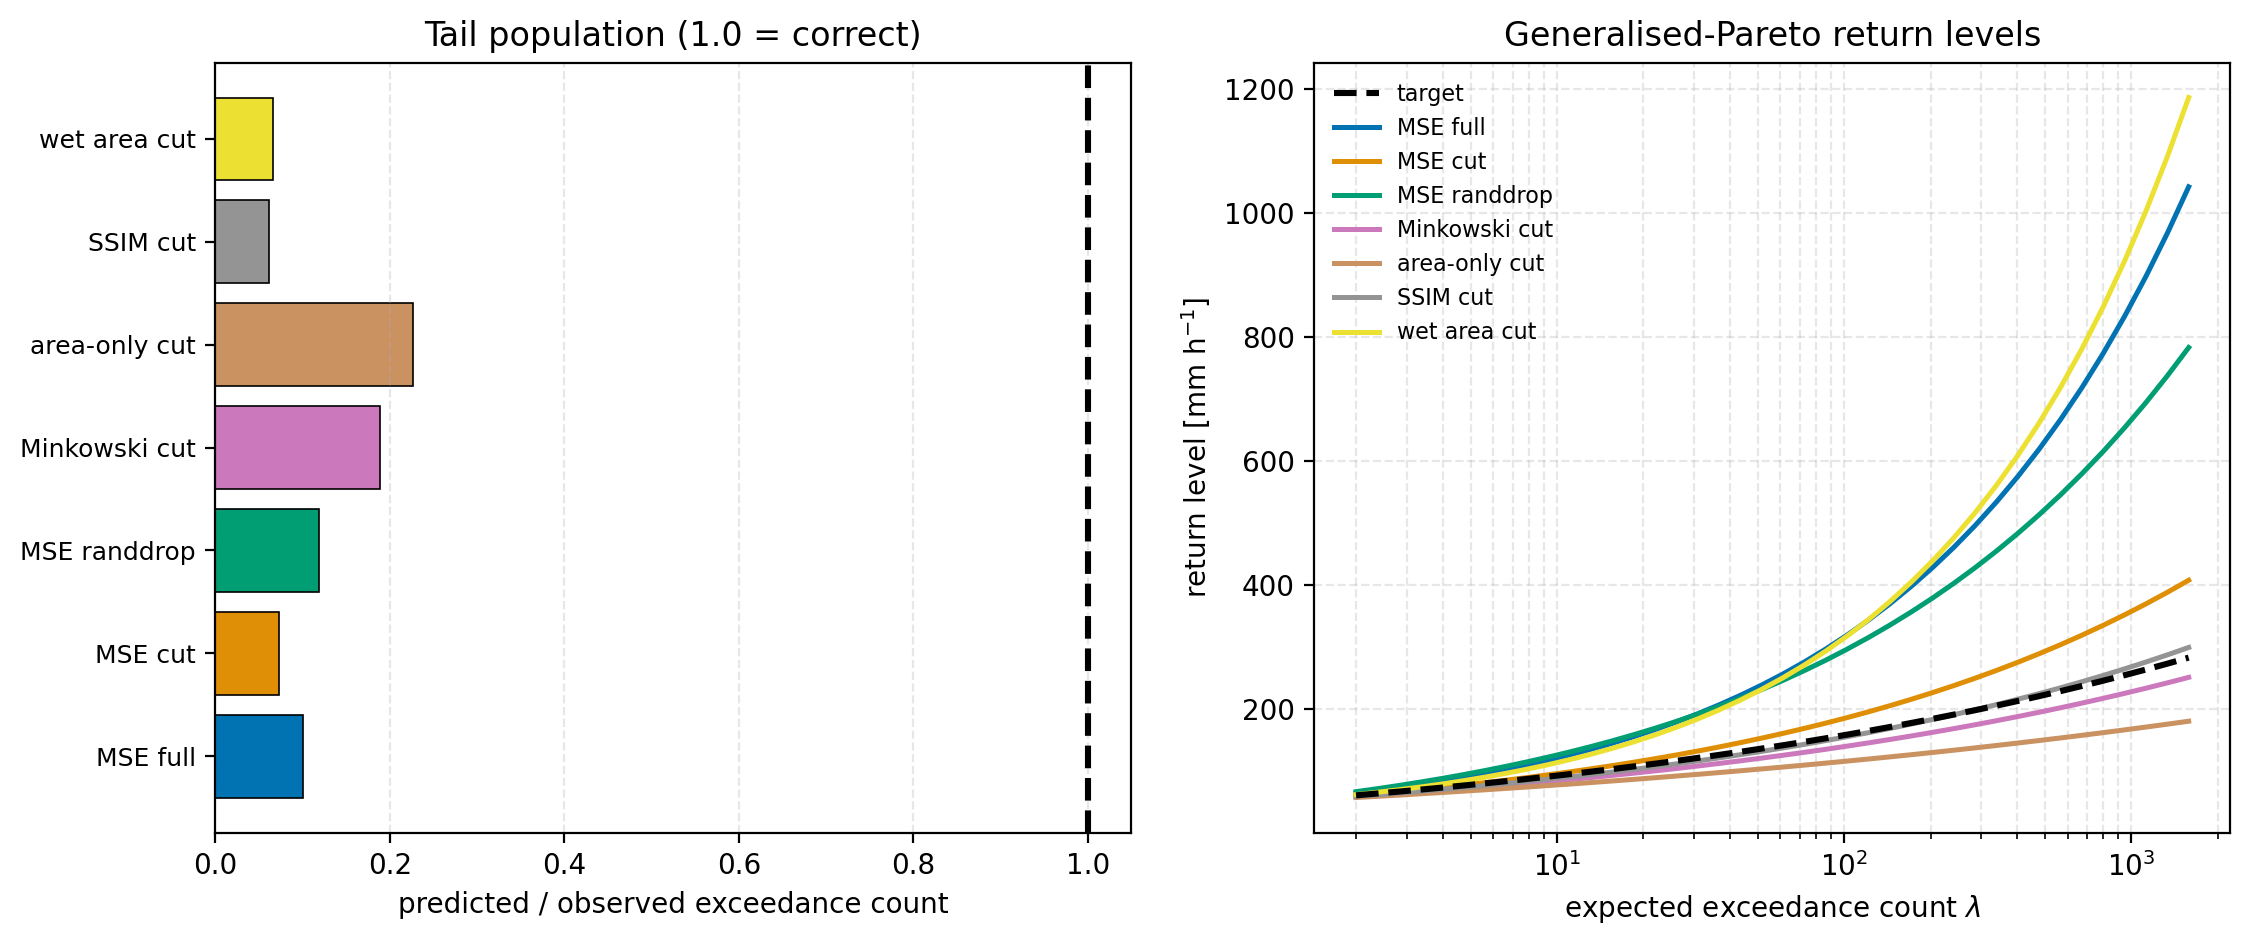 Tail population (1.0 = correct)
wet area cut
SSIM cut
area-only cut
Minkowski cut
MSE randdrop
MSE cut
MSE full
0.0 0.2 0.4 0.6 0.8 1.0
predicted / observed exceedance count
Generalised-Pareto return levels
return level [mm h⁻¹]
1200
1000
800
600
400
200
target
MSE full
MSE cut
MSE randdrop
Minkowski cut
area-only cut
SSIM cut
wet area cut
10¹ 10² 10³
expected exceedance count λ